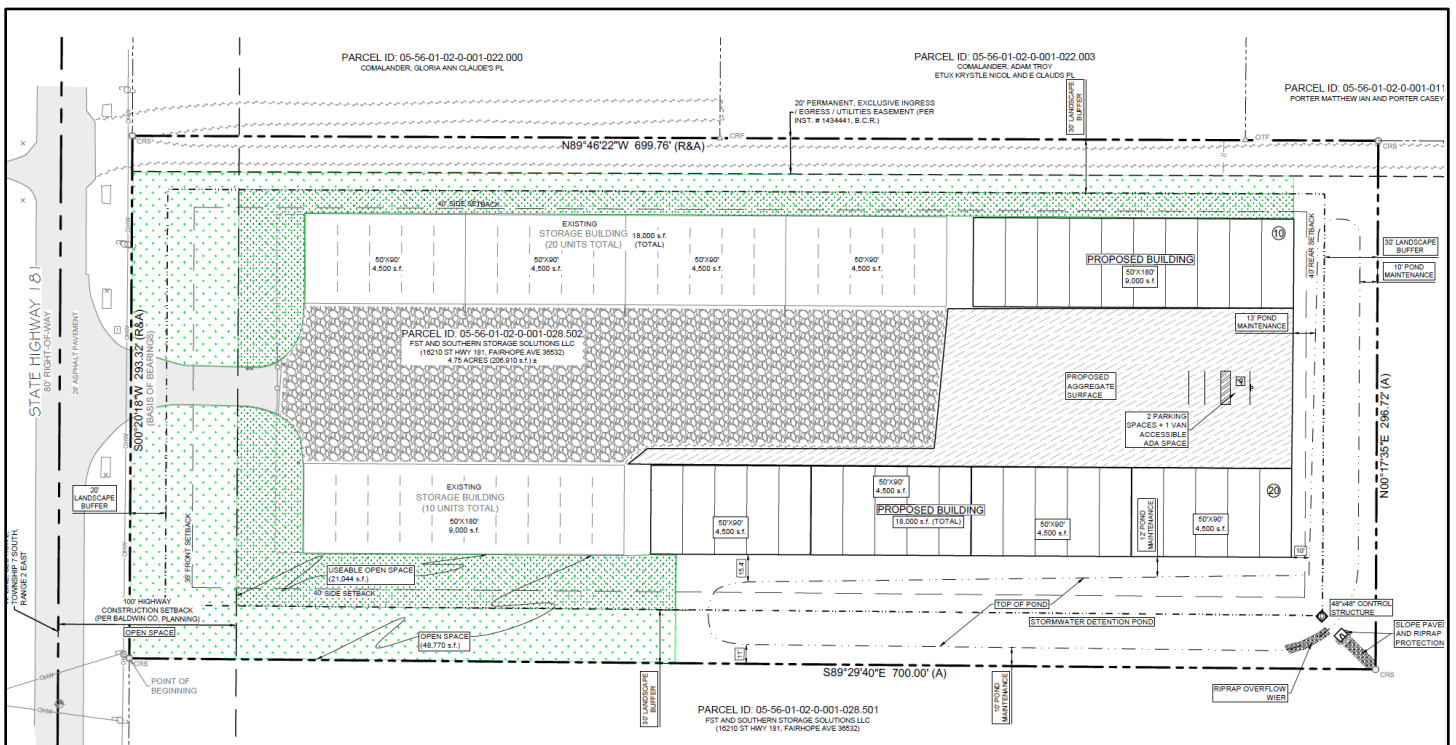 PARCEL ID: 05-56-01-02-0-001-022.000
COMALANDER, GLORIA ANN CLAUDE'S PL
PARCEL ID: 05-56-01-02-0-001-022.003
COMALANDER, ADAM TROY
ETUX KRYSTLE NICOL AND E CLAUDS PL
PARCEL ID: 05-56-01-02-0-001-011
PORTER MATTHEW IAN AND PORTER CASEY
20' PERMANENT, EXCLUSIVE INGRESS
/ EGRESS / UTILITIES EASEMENT (PER
INST. # 1434441, B.C.R.)
30' LANDSCAPE
BUFFER
CRS
CRF
OTF
CRS
N89°46'22"W 699.76' (R&A)
40' SIDE SETBACK
EXISTING
STORAGE BUILDING
(20 UNITS TOTAL)
18,000 s.f.
(TOTAL)
50'X90'
4,500 s.f.
50'X90'
4,500 s.f.
50'X90'
4,500 s.f.
50'X90'
4,500 s.f.
10
PROPOSED BUILDING
50'X180'
9,000 s.f.
40' REAR SETBACK
30' LANDSCAPE
BUFFER
10' POND
MAINTENANCE
13' POND
MAINTENANCE
STATE HIGHWAY 181
80' RIGHT-OF-WAY
28' ASPHALT PAVEMENT
OHW
OHW
S00°20'18"W 293.32' (R&A)
(BASIS OF BEARINGS)
PARCEL ID: 05-56-01-02-0-001-028.502
FST AND SOUTHERN STORAGE SOLUTIONS LLC
(16210 ST HWY 181, FAIRHOPE AVE 36532)
4.75 ACRES (206,910 s.f.) ±
PROPOSED
AGGREGATE
SURFACE
2 PARKING
SPACES + 1 VAN
ACCESSIBLE
ADA SPACE
N00°17'35"E 296.72' (A)
20'
LANDSCAPE
BUFFER
35' FRONT SETBACK
EXISTING
STORAGE BUILDING
(10 UNITS TOTAL)
50'X180'
9,000 s.f.
50'X90'
4,500 s.f.
50'X90'
4,500 s.f.
PROPOSED BUILDING
18,000 s.f. (TOTAL)
50'X90'
4,500 s.f.
12' POND
MAINTENANCE
50'X90'
4,500 s.f.
20
10'
15.4'
USEABLE OPEN SPACE
(21,044 s.f.)
40' SIDE SETBACK
TOWNSHIP 7 SOUTH,
RANGE 2 EAST
100' HIGHWAY
CONSTRUCTION SETBACK
(PER BALDWIN CO. PLANNING)
OPEN SPACE
OPEN SPACE
(48,770 s.f.)
TOP OF POND
STORMWATER DETENTION POND
48"x48" CONTROL
STRUCTURE
SLOPE PAVE
AND RIPRAP
PROTECTION
11'
S89°29'40"E 700.00' (A)
CRS
CRS
POINT OF
BEGINNING
OHW
OHW
30' LANDSCAPE
BUFFER
10' POND
MAINTENANCE
RIPRAP OVERFLOW
WIER
PARCEL ID: 05-56-01-02-0-001-028.501
FST AND SOUTHERN STORAGE SOLUTIONS LLC
(16210 ST HWY 181, FAIRHOPE AVE 36532)